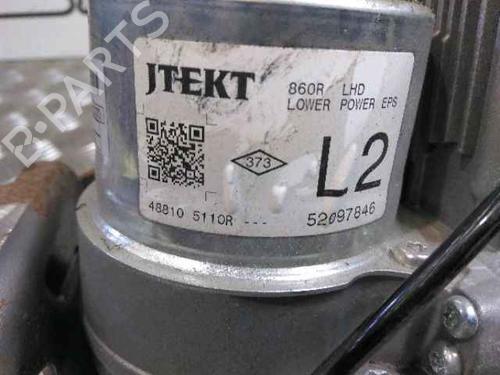 JTEKT
860R LHD
LOWER POWER EPS
373
L2
48810 5110R ---
52097846
B-PARTS